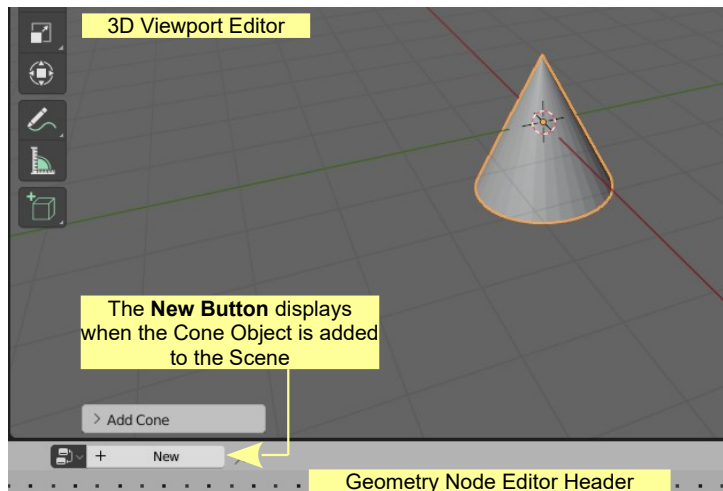 3D Viewport Editor
The New Button displays
when the Cone Object is added
to the Scene
> Add Cone
+ New
Geometry Node Editor Header